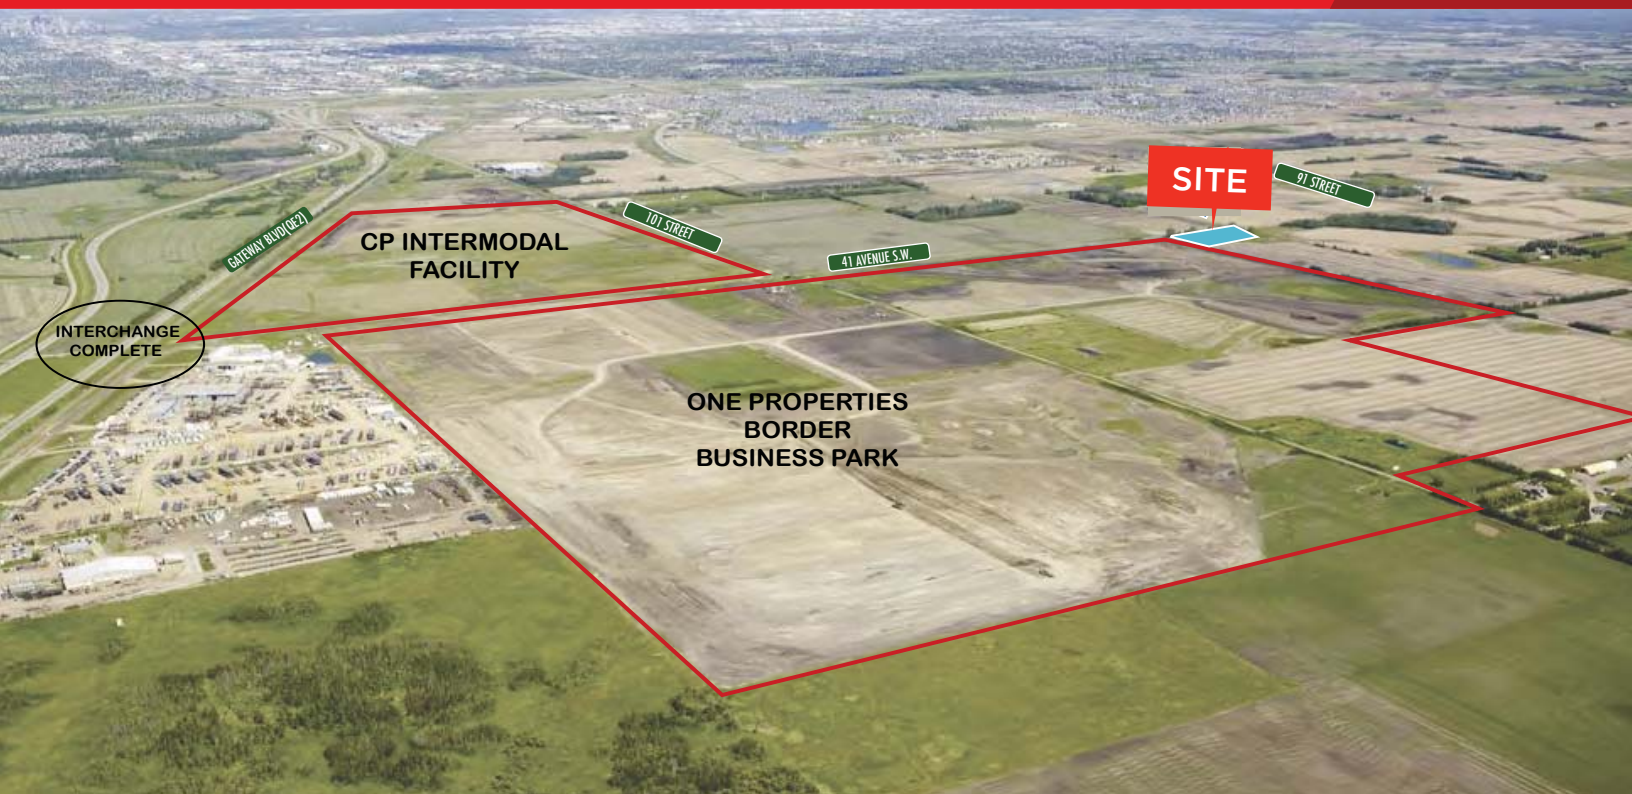 SITE
91 STREET
101 STREET
GATEWAY BLVD(QE2)
CP INTERMODAL
FACILITY
41 AVENUE S.W.
INTERCHANGE
COMPLETE
ONE PROPERTIES
BORDER
BUSINESS PARK